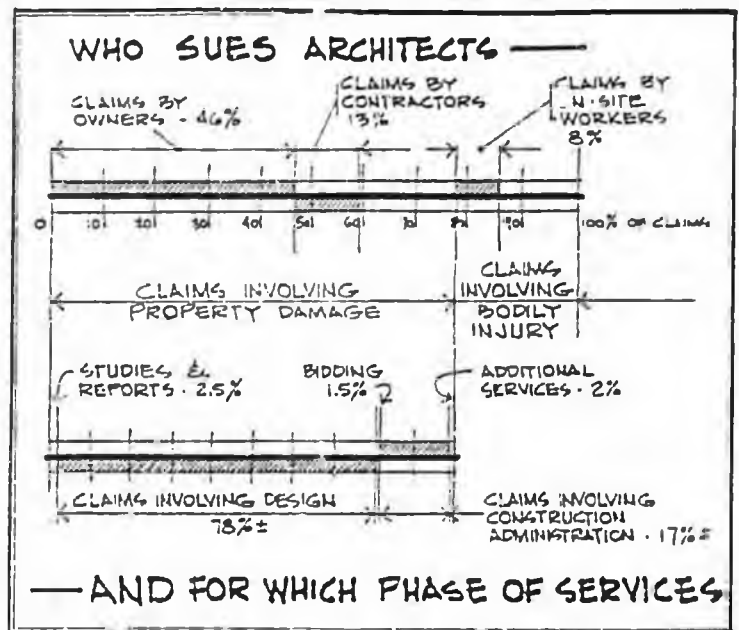 WHO SUES ARCHITECTS —
CLAIMS BY
OWNERS - 46%
CLAIMS BY
CONTRACTORS
13%
CLAIMS BY
N-SITE
WORKERS
8%
0 10 20 30 40 50 60 70 80 90 100% OF CLAIMS
CLAIMS INVOLVING
PROPERTY DAMAGE
CLAIMS
INVOLVING
BODILY
INJURY
STUDIES &
REPORTS - 2.5%
BIDDING
1.5%
ADDITIONAL
SERVICES - 2%
CLAIMS INVOLVING DESIGN
78% ±
CLAIMS INVOLVING
CONSTRUCTION
ADMINISTRATION - 17% ±
— AND FOR WHICH PHASE OF SERVICES